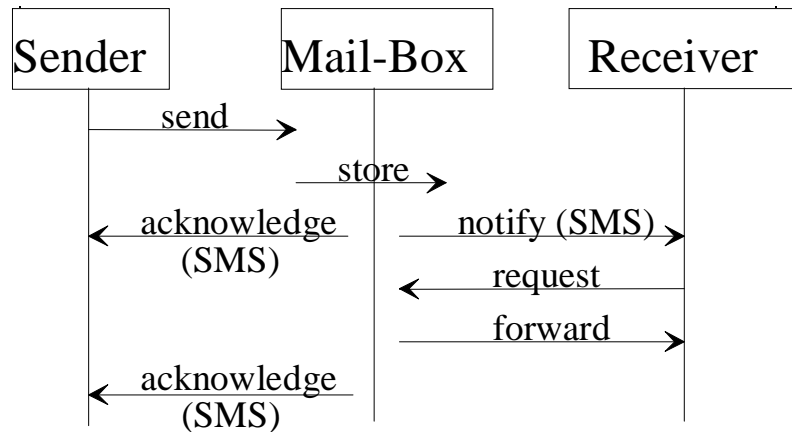 Sender Mail-Box Receiver
send
store
acknowledge notify (SMS)
(SMS)
request
forward
acknowledge
(SMS)